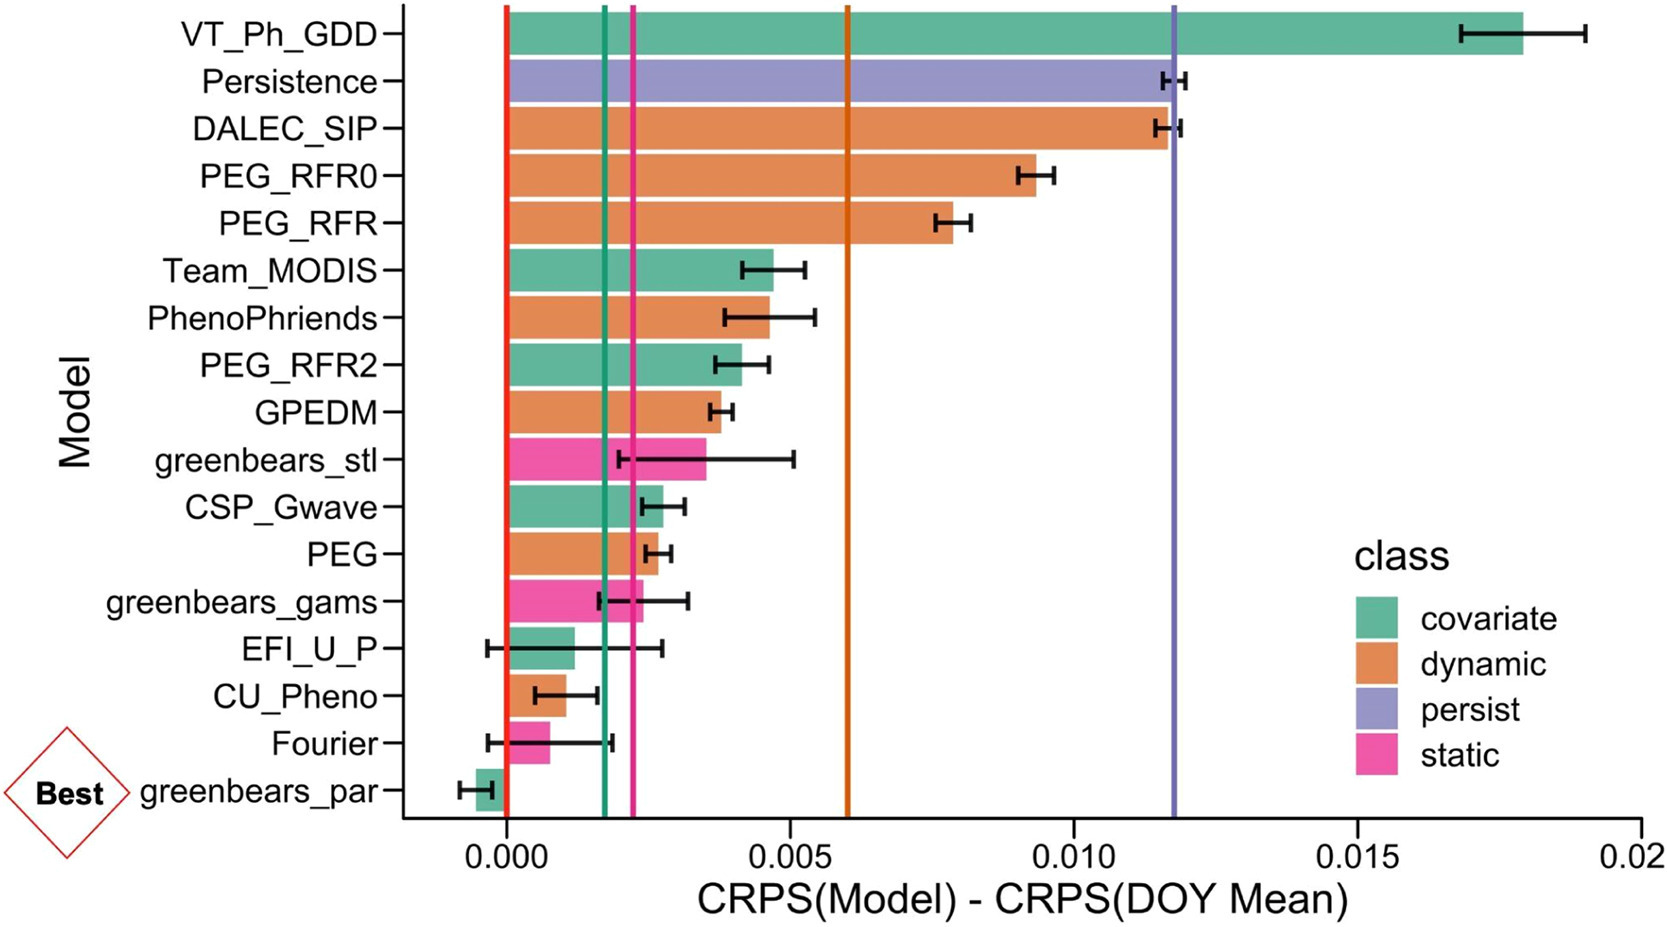 VT_Ph_GDD
Persistence
DALEC_SIP
PEG_RFR0
PEG_RFR
Team_MODIS
PhenoPhriends
PEG_RFR2
GPEDM
greenbears_stl
CSP_Gwave
PEG
greenbears_gams
EFI_U_P
CU_Pheno
Fourier
greenbears_par
Model
Best
class
covariate
dynamic
persist
static
0.000 0.005 0.010 0.015 0.02
CRPS(Model) - CRPS(DOY Mean)